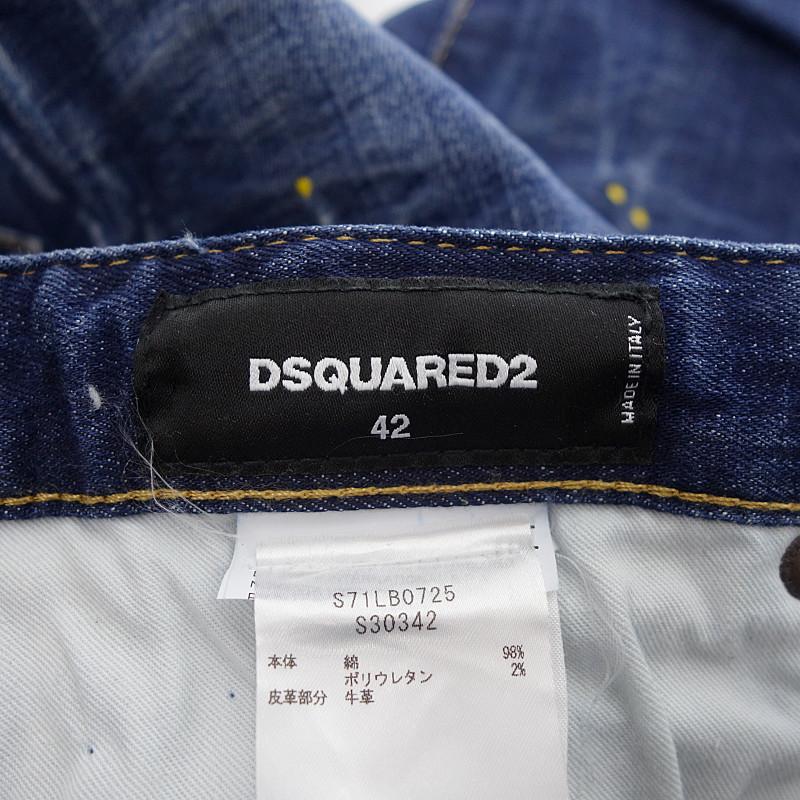 DSQUARED2
42
MADE IN ITALY
S71LB0725
S30342
本体 綿 98%
ポリウレタン 2%
皮革部分 牛革